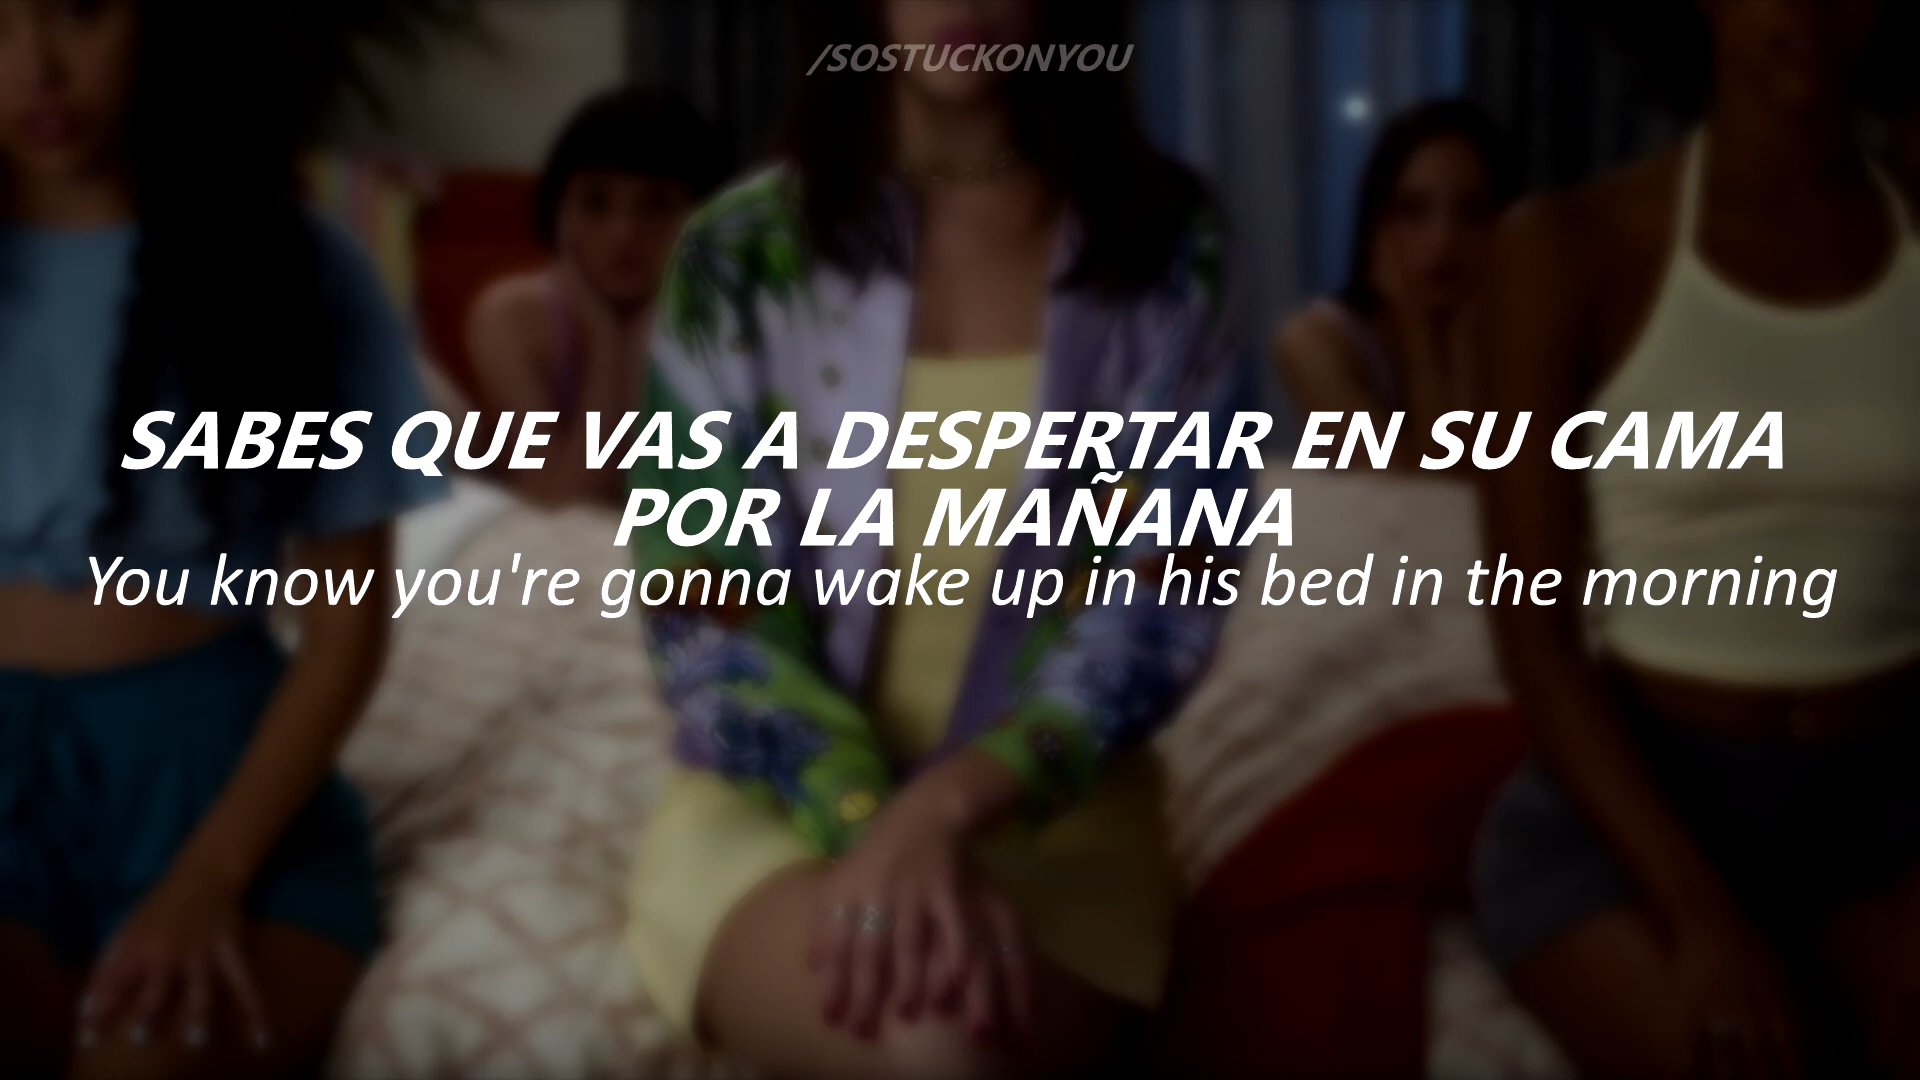 /SOSTUCKONYOU
SABES QUE VAS A DESPERTAR EN SU CAMA
POR LA MAÑANA
You know you're gonna wake up in his bed in the morning